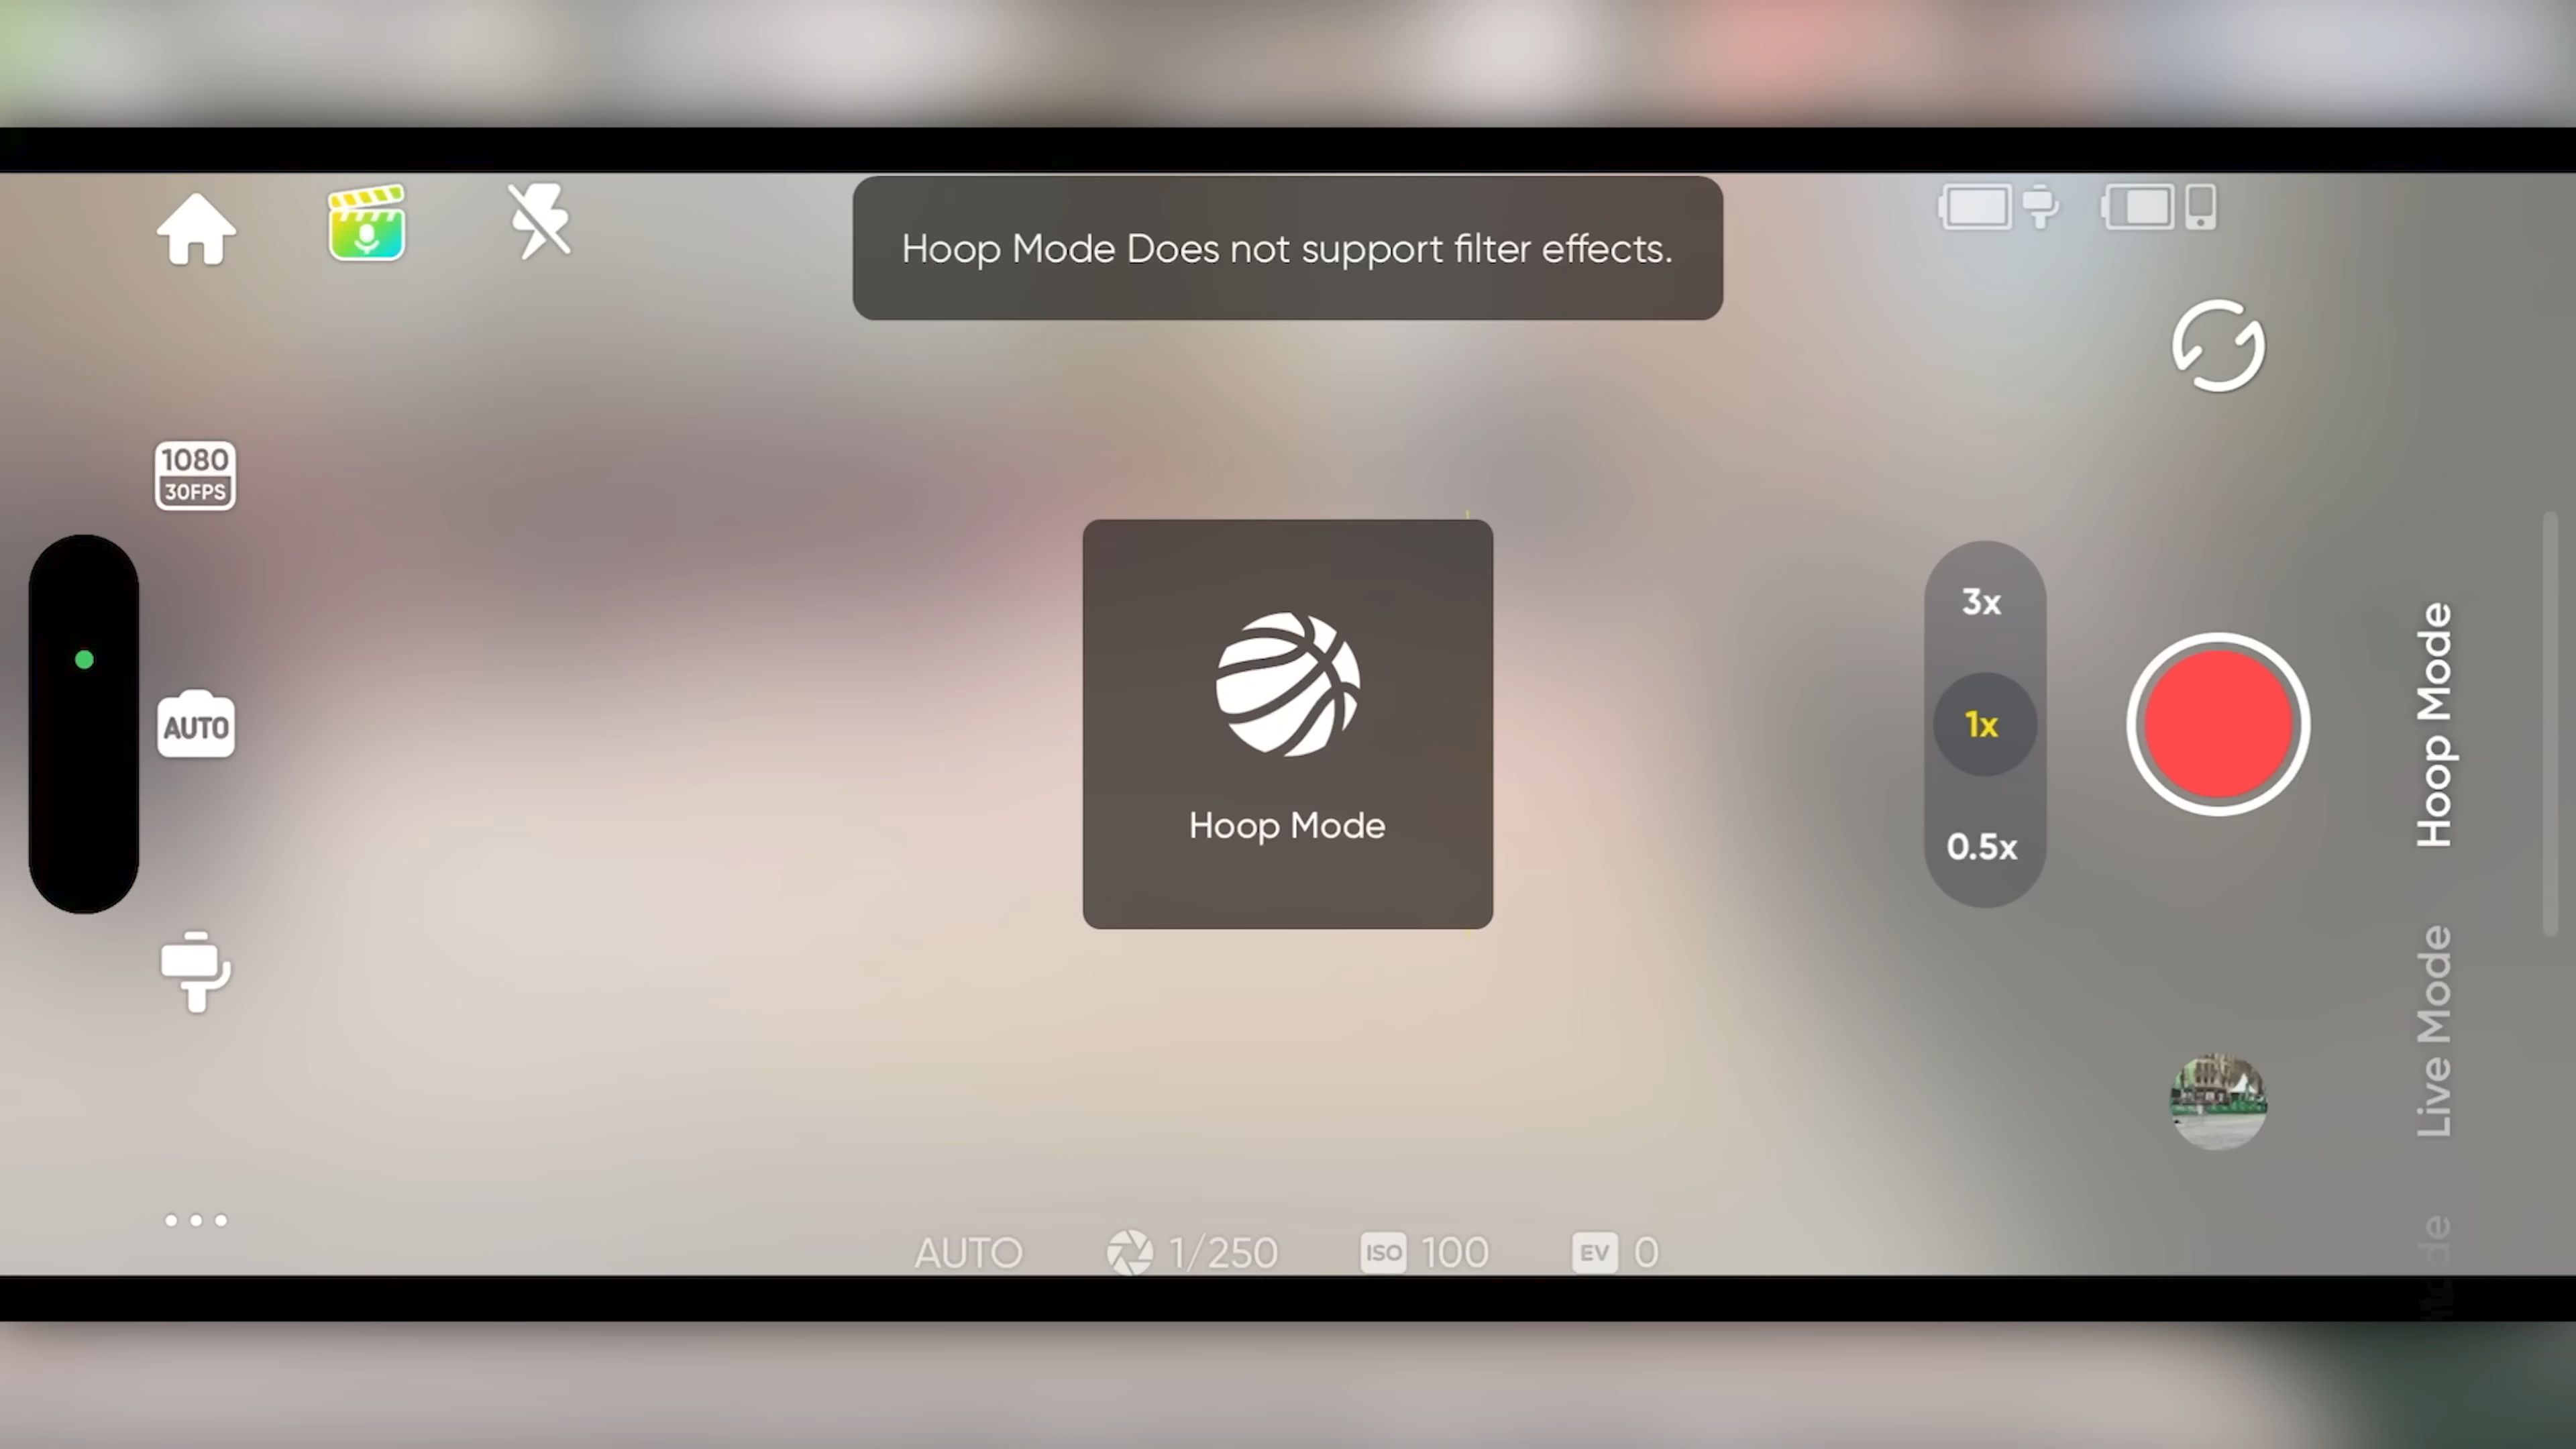 Hoop Mode Does not support filter effects.
1080
30FPS
AUTO
Hoop Mode
3x
1x
0.5x
Hoop Mode
Live Mode
AUTO
1/250
ISO 100
EV 0